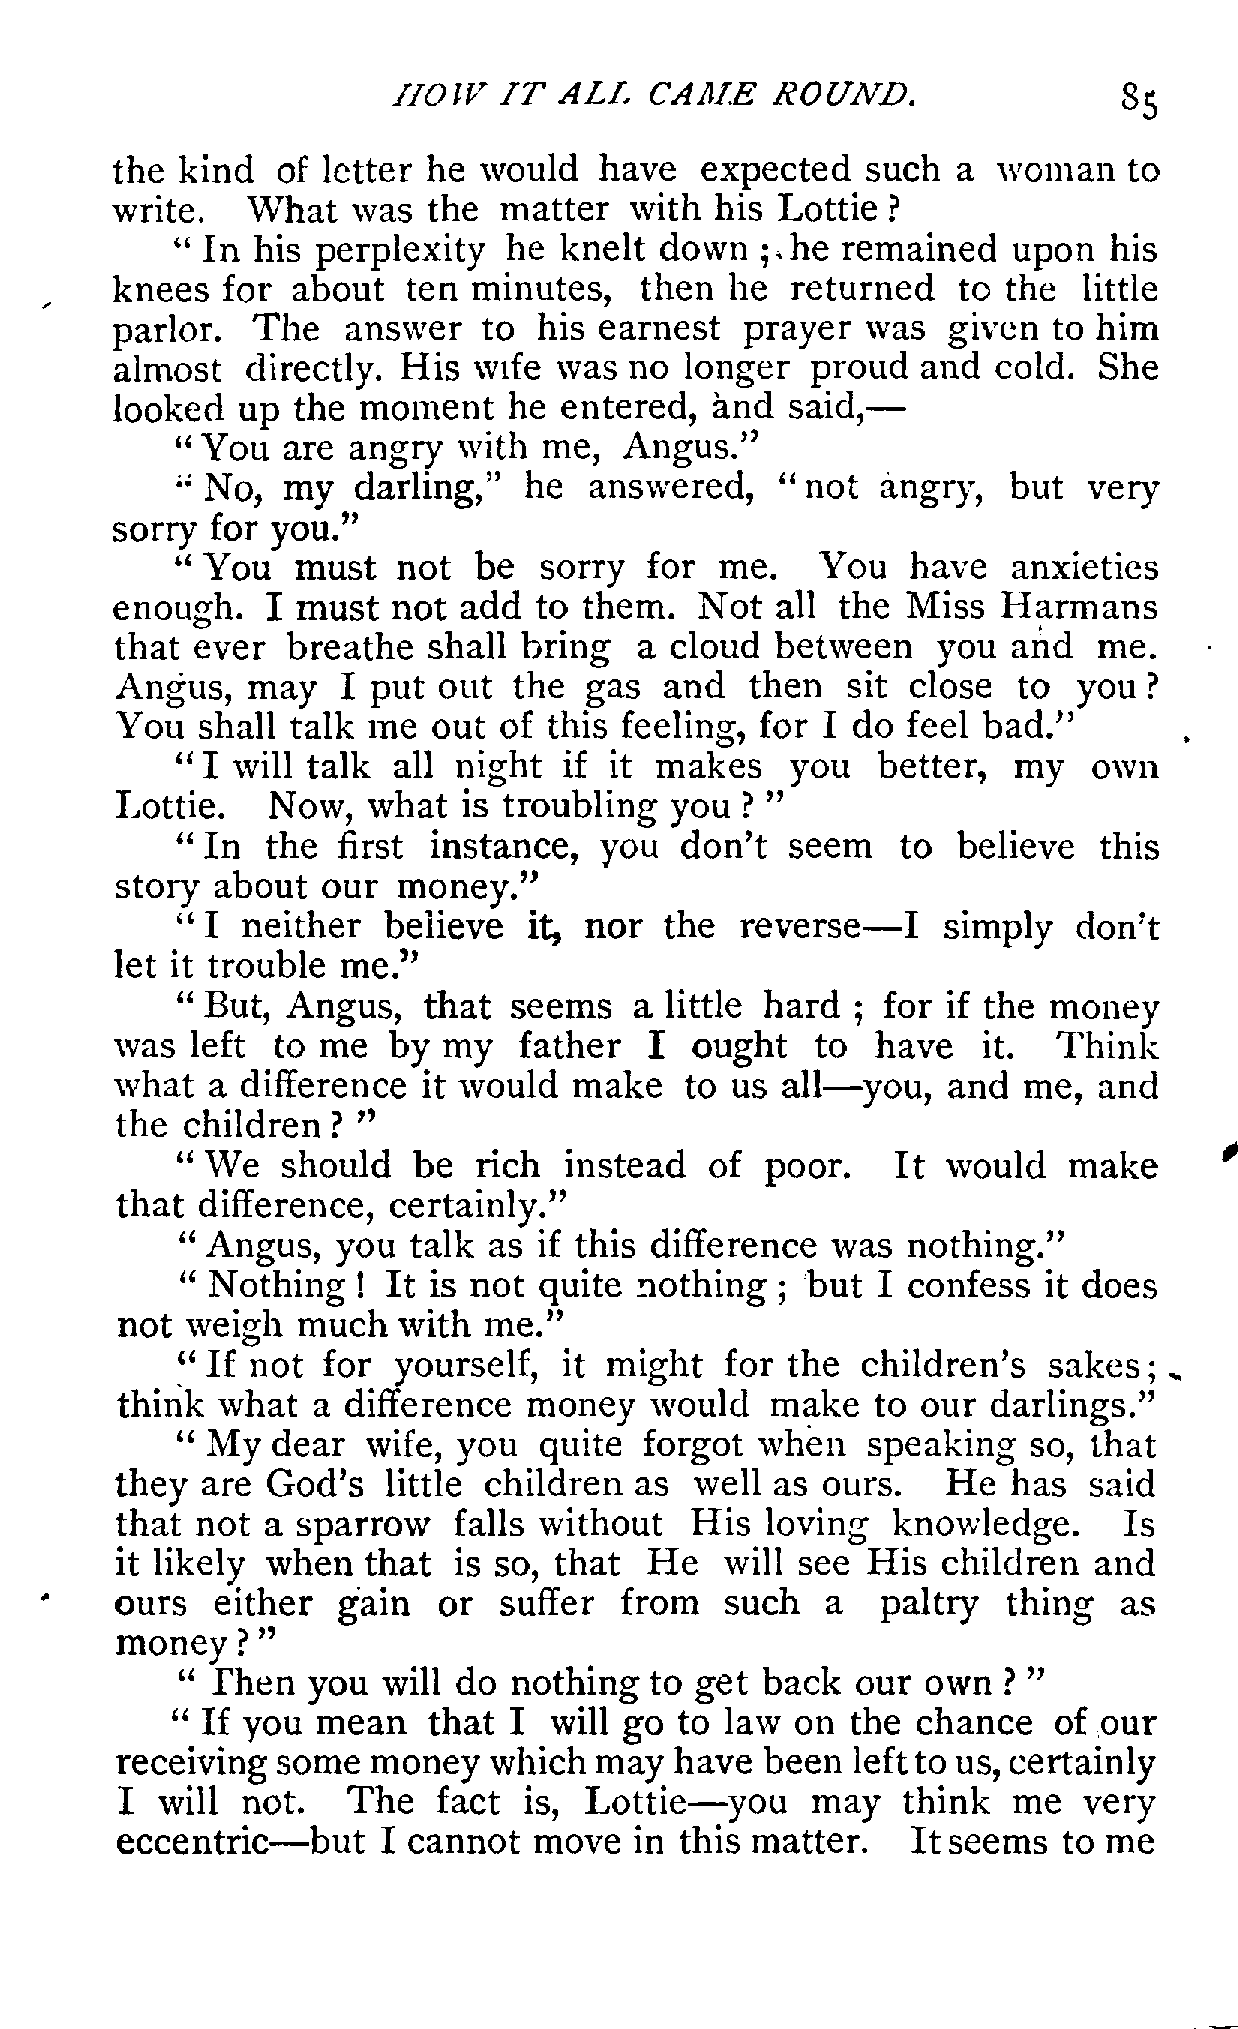 HOW IT ALL CAME ROUND. 85
the kind of letter he would have expected such a woman to
write. What was the matter with his Lottie?
"In his perplexity he knelt down; he remained upon his
knees for about ten minutes, then he returned to the little
parlor. The answer to his earnest prayer was given to him
almost directly. His wife was no longer proud and cold. She
looked up the moment he entered, and said,—
"You are angry with me, Angus."
"No, my darling," he answered, "not angry, but very
sorry for you."
"You must not be sorry for me. You have anxieties
enough. I must not add to them. Not all the Miss Harmans
that ever breathe shall bring a cloud between you and me.
Angus, may I put out the gas and then sit close to you?
You shall talk me out of this feeling, for I do feel bad."
"I will talk all night if it makes you better, my own
Lottie. Now, what is troubling you?"
"In the first instance, you don't seem to believe this
story about our money."
"I neither believe it, nor the reverse—I simply don't
let it trouble me."
"But, Angus, that seems a little hard; for if the money
was left to me by my father I ought to have it. Think
what a difference it would make to us all—you, and me, and
the children?"
"We should be rich instead of poor. It would make
that difference, certainly."
"Angus, you talk as if this difference was nothing."
"Nothing! It is not quite nothing; but I confess it does
not weigh much with me."
"If not for yourself, it might for the children's sakes;
think what a difference money would make to our darlings."
"My dear wife, you quite forgot when speaking so, that
they are God's little children as well as ours. He has said
that not a sparrow falls without His loving knowledge. Is
it likely when that is so, that He will see His children and
ours either gain or suffer from such a paltry thing as
money?"
"Then you will do nothing to get back our own?"
"If you mean that I will go to law on the chance of our
receiving some money which may have been left to us, certainly
I will not. The fact is, Lottie—you may think me very
eccentric—but I cannot move in this matter. It seems to me